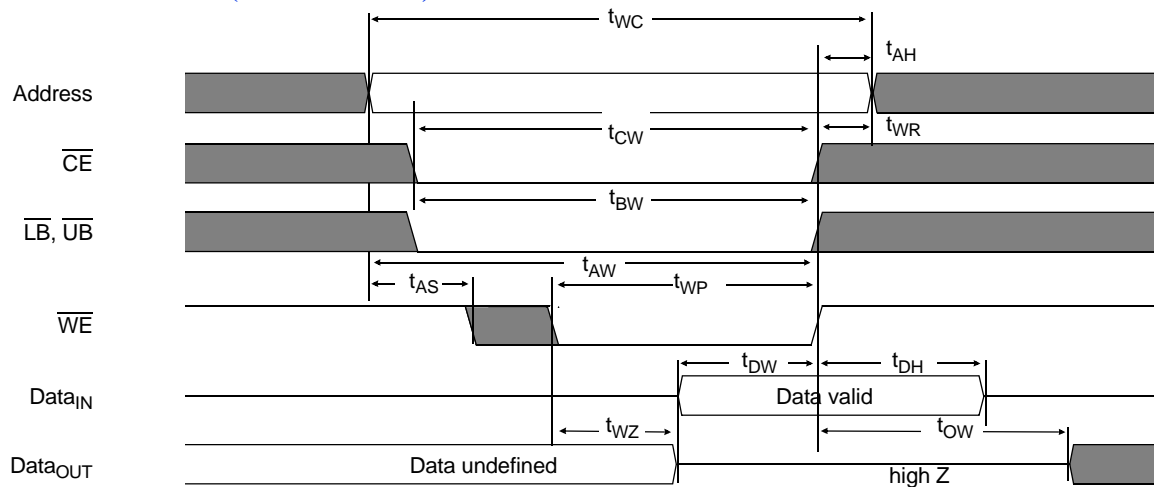 tWC
tAH
Address
tCW
tWR
CE
tBW
LB, UB
tAW
tAS
tWP
WE
tDW
tDH
DataIN
Data valid
tWZ
tOW
DataOUT
Data undefined
high Z